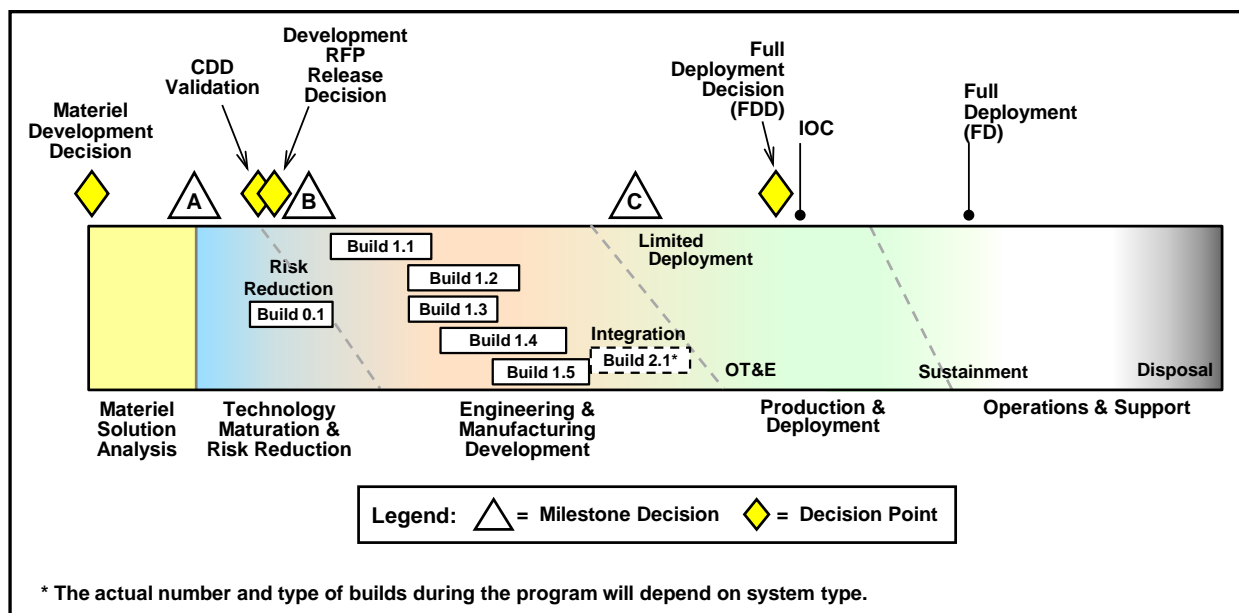 Materiel
Development
Decision
CDD
Validation
Development
RFP
Release
Decision
Full
Deployment
Decision
(FDD)
IOC
Full
Deployment
(FD)
A
B
C
Build 1.1
Limited
Deployment
Risk
Reduction
Build 1.2
Build 0.1
Build 1.3
Build 1.4
Integration
Build 1.5
Build 2.1*
OT&E
Sustainment
Disposal
Materiel
Solution
Analysis
Technology
Maturation &
Risk Reduction
Engineering &
Manufacturing
Development
Production &
Deployment
Operations & Support
Legend: = Milestone Decision = Decision Point
* The actual number and type of builds during the program will depend on system type.